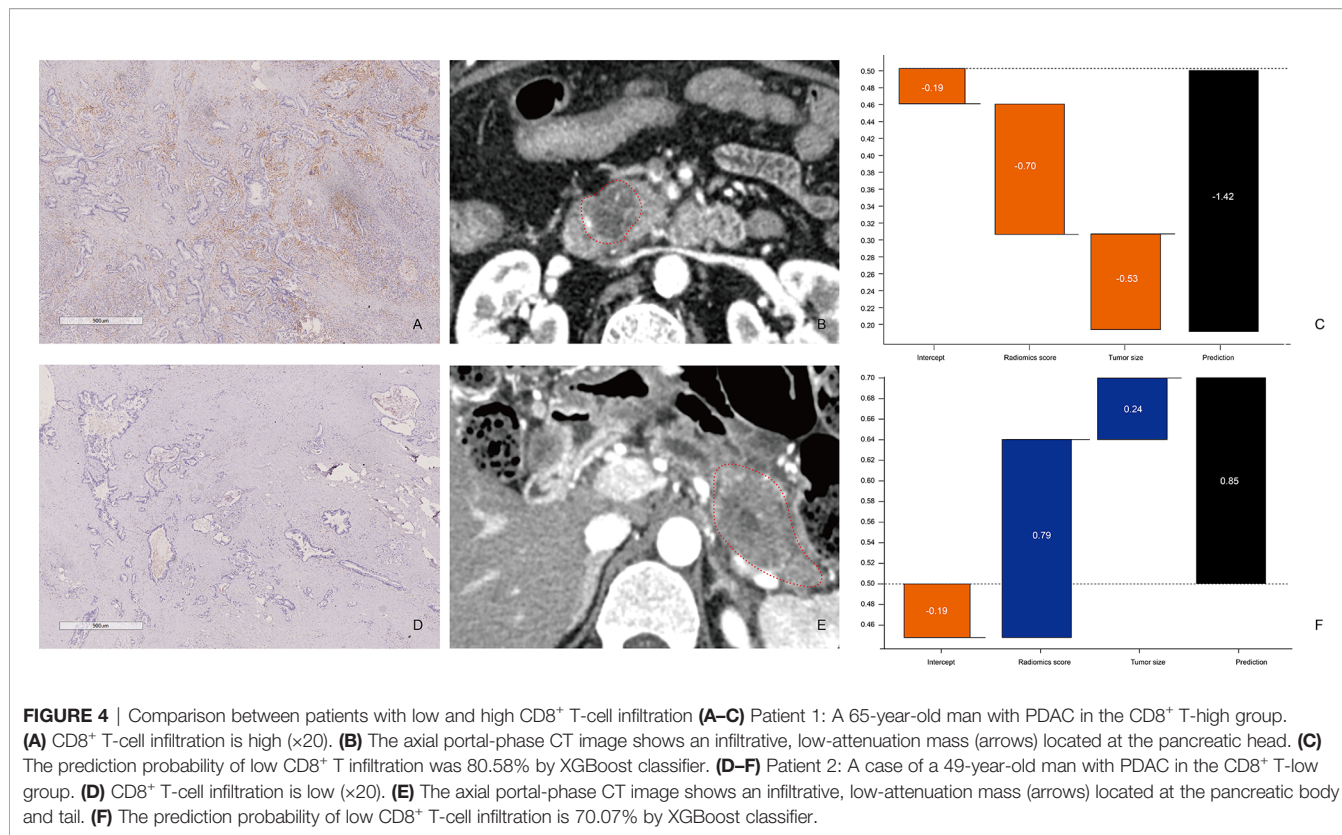 900um
A
B
0.50
0.46
0.46
0.44
0.40
0.38
0.36
0.34
0.32
0.30
0.28
0.26
0.24
0.22
0.20
-0.19
-0.70
-0.53
-1.42
Intercept
Radiomics score
Tumor size
Prediction
C
900um
D
E
0.70
0.68
0.66
0.64
0.62
0.60
0.58
0.56
0.54
0.52
0.50
0.48
0.46
-0.19
0.79
0.24
0.85
Intercept
Radiomics score
Tumor size
Prediction
F
FIGURE 4 | Comparison between patients with low and high CD8⁺ T-cell infiltration (A–C) Patient 1: A 65-year-old man with PDAC in the CD8⁺ T-high group.
(A) CD8⁺ T-cell infiltration is high (×20). (B) The axial portal-phase CT image shows an infiltrative, low-attenuation mass (arrows) located at the pancreatic head. (C)
The prediction probability of low CD8⁺ T infiltration was 80.58% by XGBoost classifier. (D–F) Patient 2: A case of a 49-year-old man with PDAC in the CD8⁺ T-low
group. (D) CD8⁺ T-cell infiltration is low (×20). (E) The axial portal-phase CT image shows an infiltrative, low-attenuation mass (arrows) located at the pancreatic body
and tail. (F) The prediction probability of low CD8⁺ T-cell infiltration is 70.07% by XGBoost classifier.